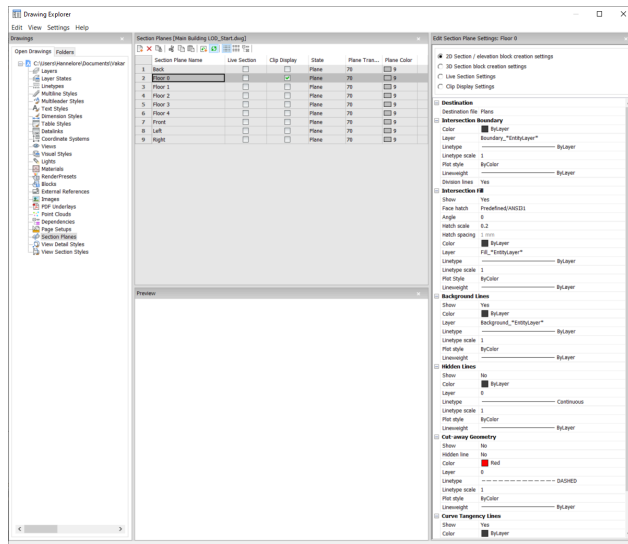 Drawing Explorer
Edit View Settings Help
Drawings
Open Drawings Folders
C:\Users\Hannelore\Documents\Vakar
Layers
Layer States
Linetypes
Multiline Styles
Multileader Styles
Text Styles
Dimension Styles
Table Styles
Datalinks
Coordinate Systems
Views
Visual Styles
Lights
Materials
RenderPresets
Blocks
External References
Images
PDF Underlays
Point Clouds
Dependencies
Page Setups
Section Planes
View Detail Styles
View Section Styles
Section Planes [Main Building LOD_Start.dwg]
Section Plane Name Live Section Clip Display State Plane Tran... Plane Color
1 Back Plane 70 9
2 Floor 0 Plane 70 9
3 Floor 1 Plane 70 9
4 Floor 2 Plane 70 9
5 Floor 3 Plane 70 9
6 Floor 4 Plane 70 9
7 Front Plane 70 9
8 Left Plane 70 9
9 Right Plane 70 9
Preview
Edit Section Plane Settings: Floor 0
2D Section / elevation block creation settings
3D Section block creation settings
Live Section Settings
Clip Display Settings
Destination
Destination file Plans
Intersection Boundary
Color ByLayer
Layer Boundary_"EntityLayer"
Linetype ByLayer
Linetype scale 1
Plot style ByColor
Lineweight ByLayer
Division lines Yes
Intersection Fill
Show Yes
Face hatch Predefined/ANSI31
Angle 0
Hatch scale 0.2
Hatch spacing 1 mm
Color ByLayer
Layer Fill_"EntityLayer"
Linetype ByLayer
Linetype scale 1
Plot Style ByColor
Lineweight ByLayer
Background Lines
Show Yes
Color ByLayer
Layer Background_"EntityLayer"
Linetype ByLayer
Linetype scale 1
Plot style ByColor
Lineweight ByLayer
Hidden Lines
Show No
Color ByLayer
Layer 0
Linetype Continuous
Linetype scale 1
Plot style ByColor
Lineweight ByLayer
Cut-away Geometry
Show No
Hidden line No
Color Red
Layer 0
Linetype DASHED
Linetype scale 1
Plot style ByColor
Lineweight ByLayer
Curve Tangency Lines
Show Yes
Color ByLayer